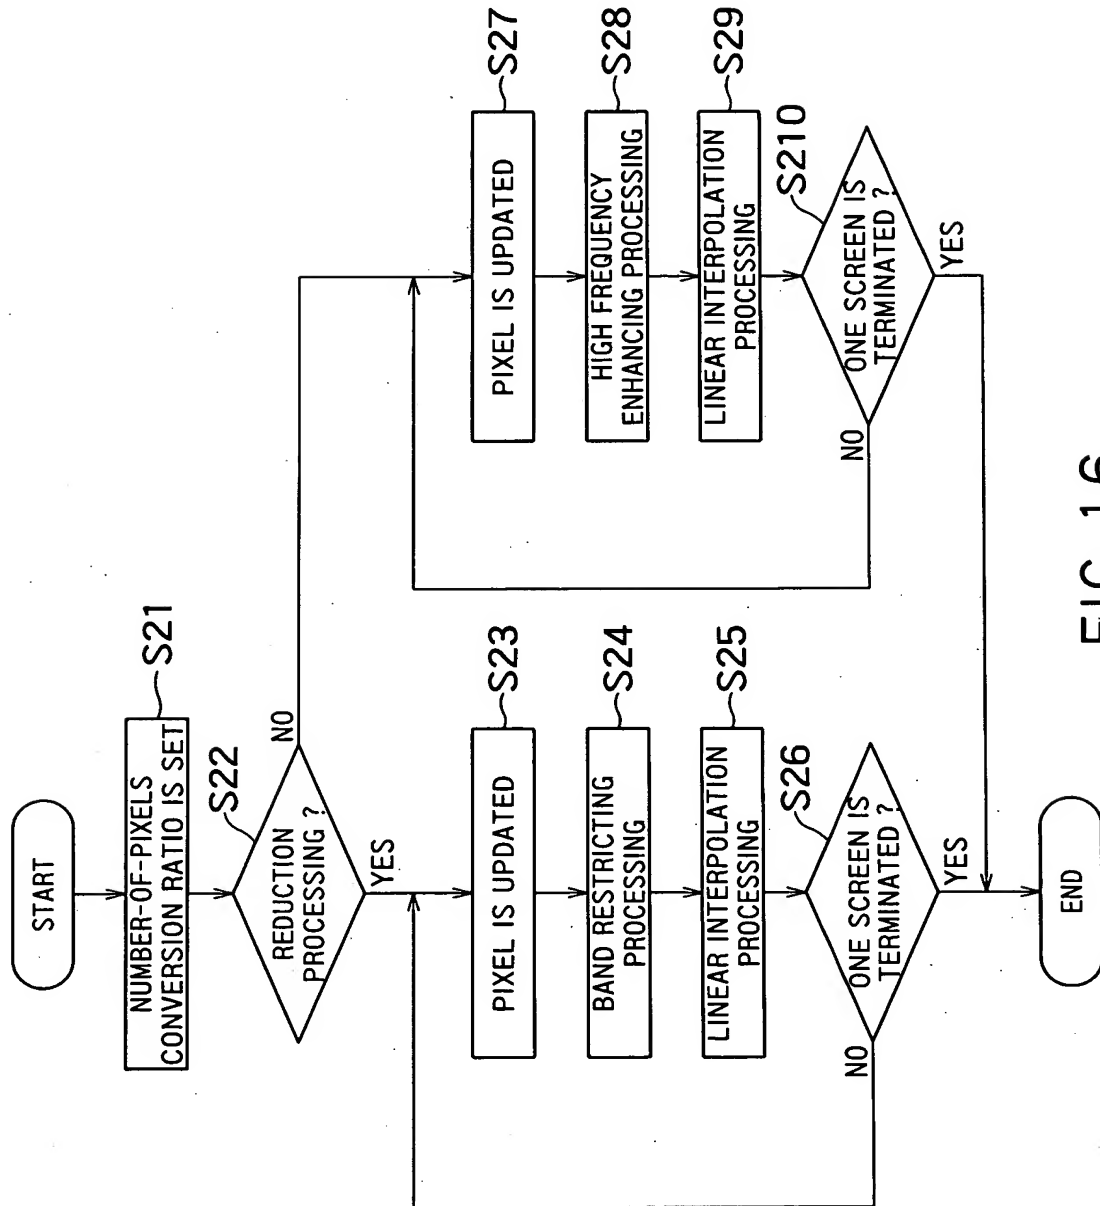 START
NUMBER-OF-PIXELS
CONVERSION RATIO IS SET
S21
REDUCTION
PROCESSING ?
S22
NO
YES
PIXEL IS UPDATED
S23
BAND RESTRICTING
PROCESSING
S24
LINEAR INTERPOLATION
PROCESSING
S25
ONE SCREEN IS
TERMINATED ?
S26
NO
YES
PIXEL IS UPDATED
S27
HIGH FREQUENCY
ENHANCING PROCESSING
S28
LINEAR INTERPOLATION
PROCESSING
S29
ONE SCREEN IS
TERMINATED ?
S210
NO
YES
END
FIG. 16